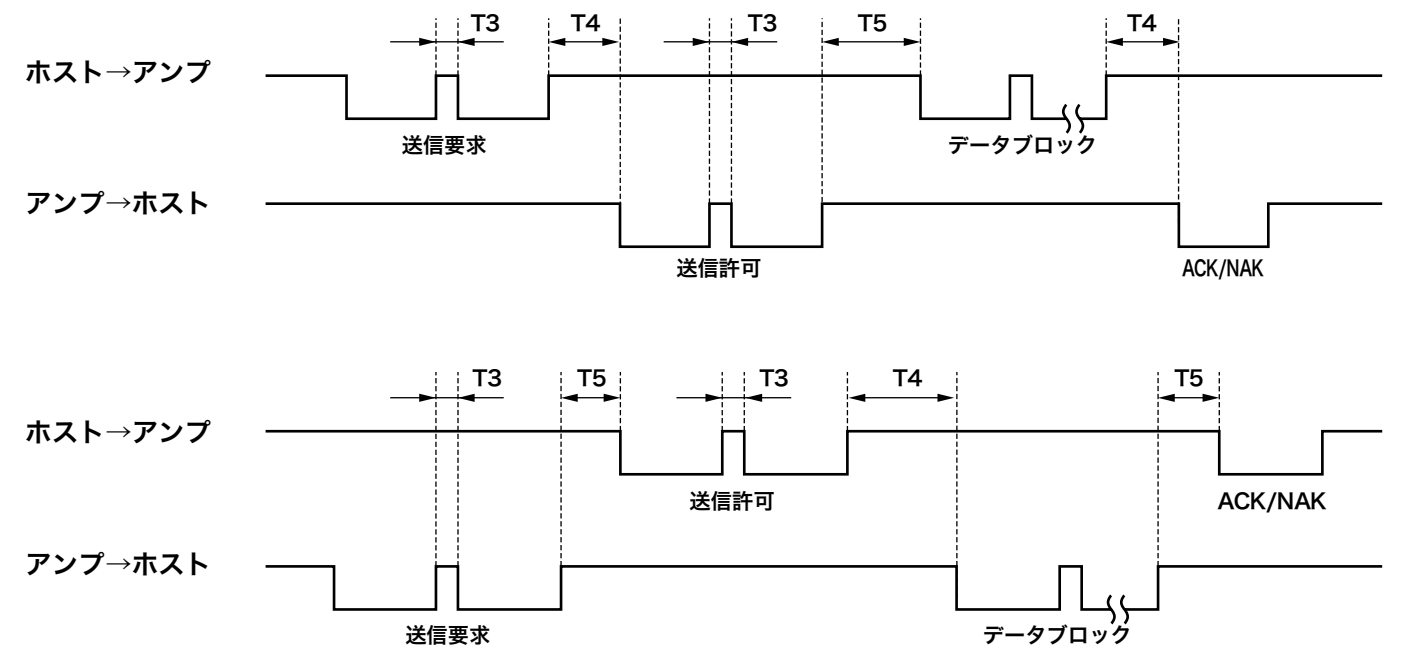 T3 T4 T3 T5 T4
ホスト→アンプ
送信要求 データブロック
アンプ→ホスト
送信許可 ACK/NAK
T3 T5 T3 T4 T5
ホスト→アンプ
送信許可 ACK/NAK
アンプ→ホスト
送信要求 データブロック